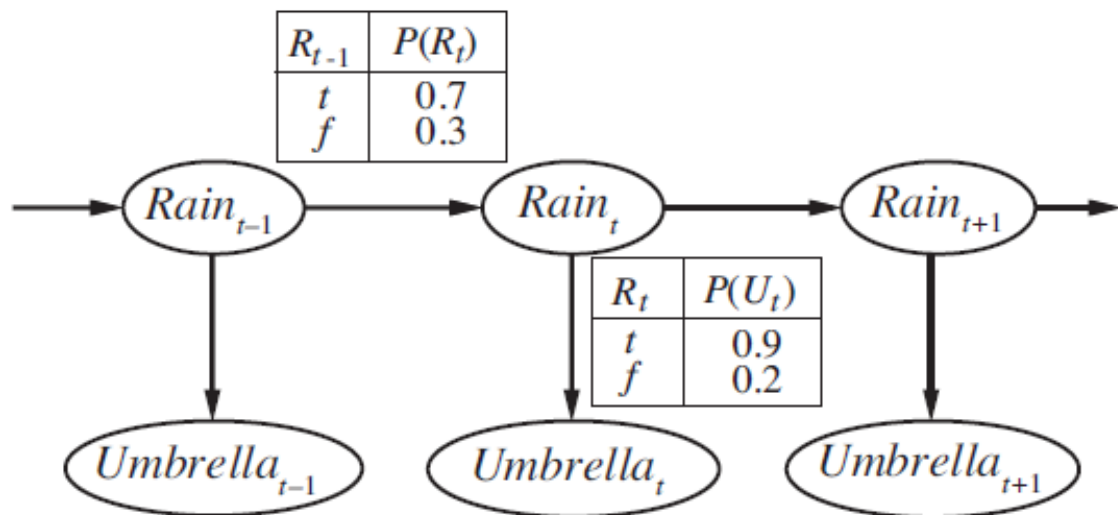 R_{t-1} P(R_t)
t 0.7
f 0.3
Rain_{t–1} Rain_t Rain_{t+1}
R_t P(U_t)
t 0.9
f 0.2
Umbrella_{t–1} Umbrella_t Umbrella_{t+1}